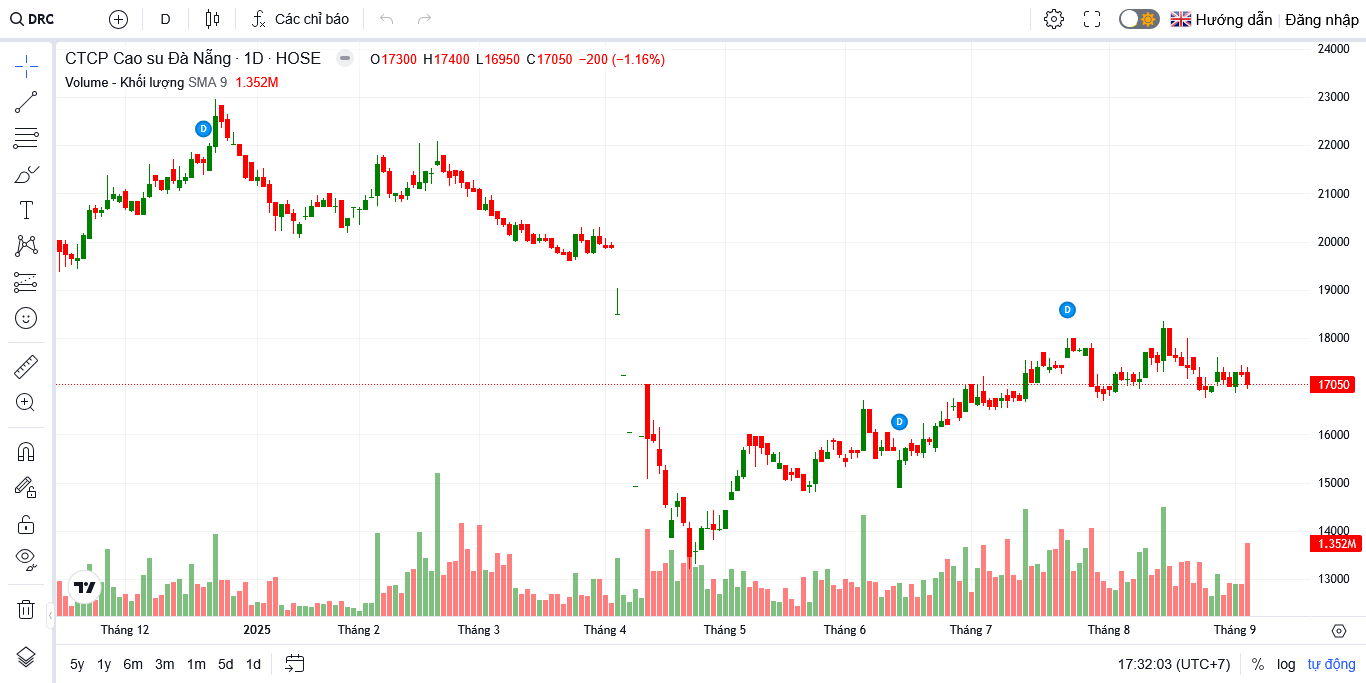 DRC D Các chỉ báo Hướng dẫn Đăng nhập
CTCP Cao su Đà Nẵng · 1D · HOSE O17300 H17400 L16950 C17050 −200 (−1.16%)
Volume - Khối lượng SMA 9 1.352M
24000
23000
22000
21000
20000
19000
18000
17050
16000
15000
14000
1.352M
13000
D
D
D
Tháng 12 2025 Tháng 2 Tháng 3 Tháng 4 Tháng 5 Tháng 6 Tháng 7 Tháng 8 Tháng 9
5y 1y 6m 3m 1m 5d 1d 17:32:03 (UTC+7) % log tự động